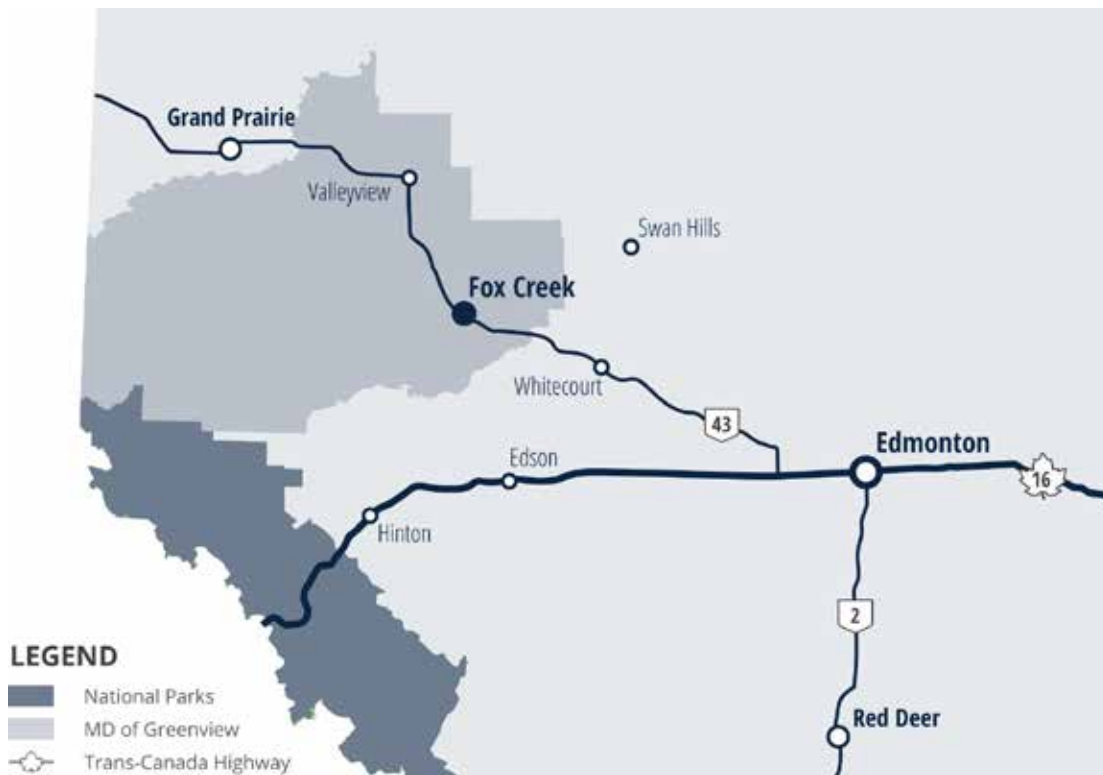 Grand Prairie
Valleyview
Swan Hills
Fox Creek
Whitecourt
43
Edmonton
Edson
16
Hinton
2
LEGEND
National Parks
MD of Greenview
Trans-Canada Highway
Red Deer